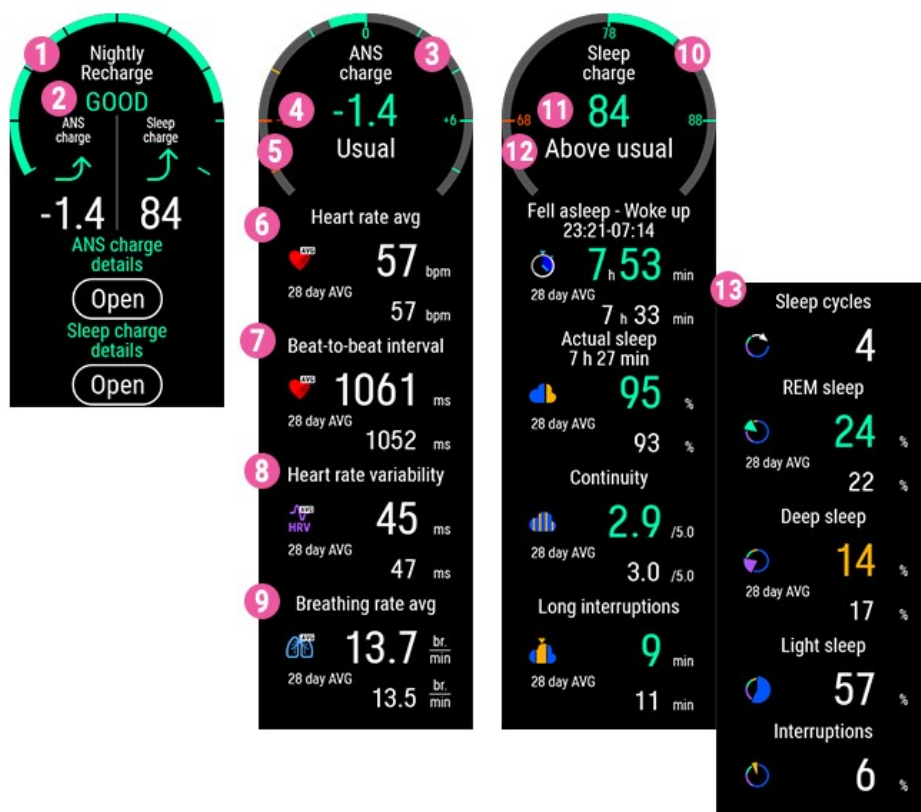 1
Nightly
Recharge
2
GOOD
ANS
charge
Sleep
charge
-1.4
84
ANS charge
details
Open
Sleep charge
details
Open
0
3
ANS
charge
4
-1.4
+6
5
Usual
6
Heart rate avg
AVG
57 bpm
28 day AVG
57 bpm
7
Beat-to-beat interval
AVG
1061 ms
28 day AVG
1052 ms
8
Heart rate variability
AVG
HRV
45 ms
28 day AVG
47 ms
9
Breathing rate avg
AVG
13.7 br.
min
28 day AVG
13.5 br.
min
78
10
Sleep
charge
68
11
84
88
12
Above usual
Fell asleep - Woke up
23:21-07:14
7 h 53 min
28 day AVG
7 h 33 min
Actual sleep
7 h 27 min
95 %
28 day AVG
93 %
Continuity
2.9 /5.0
28 day AVG
3.0 /5.0
Long interruptions
9 min
28 day AVG
11 min
13
Sleep cycles
4
REM sleep
24 %
28 day AVG
22 %
Deep sleep
14 %
28 day AVG
17 %
Light sleep
57 %
Interruptions
6 %